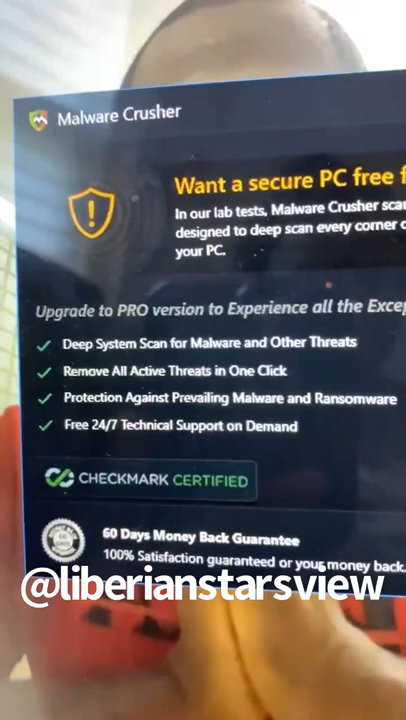 Malware Crusher
Want a secure PC free f
In our lab tests, Malware Crusher scan
designed to deep scan every corner o
your PC.
Upgrade to PRO version to Experience all the Excep
Deep System Scan for Malware and Other Threats
Remove All Active Threats in One Click
Protection Against Prevailing Malware and Ransomware
Free 24/7 Technical Support on Demand
CHECKMARK CERTIFIED
60 Days Money Back Guarantee
100% Satisfaction guaranteed or your money back.
@liberianstarsview